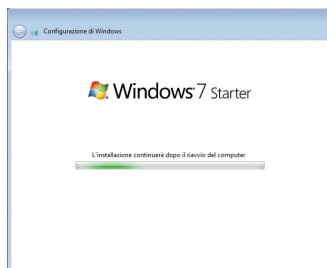 Configurazione di Windows
Windows 7 Starter
L'installazione continuerà dopo il riavvio del computer